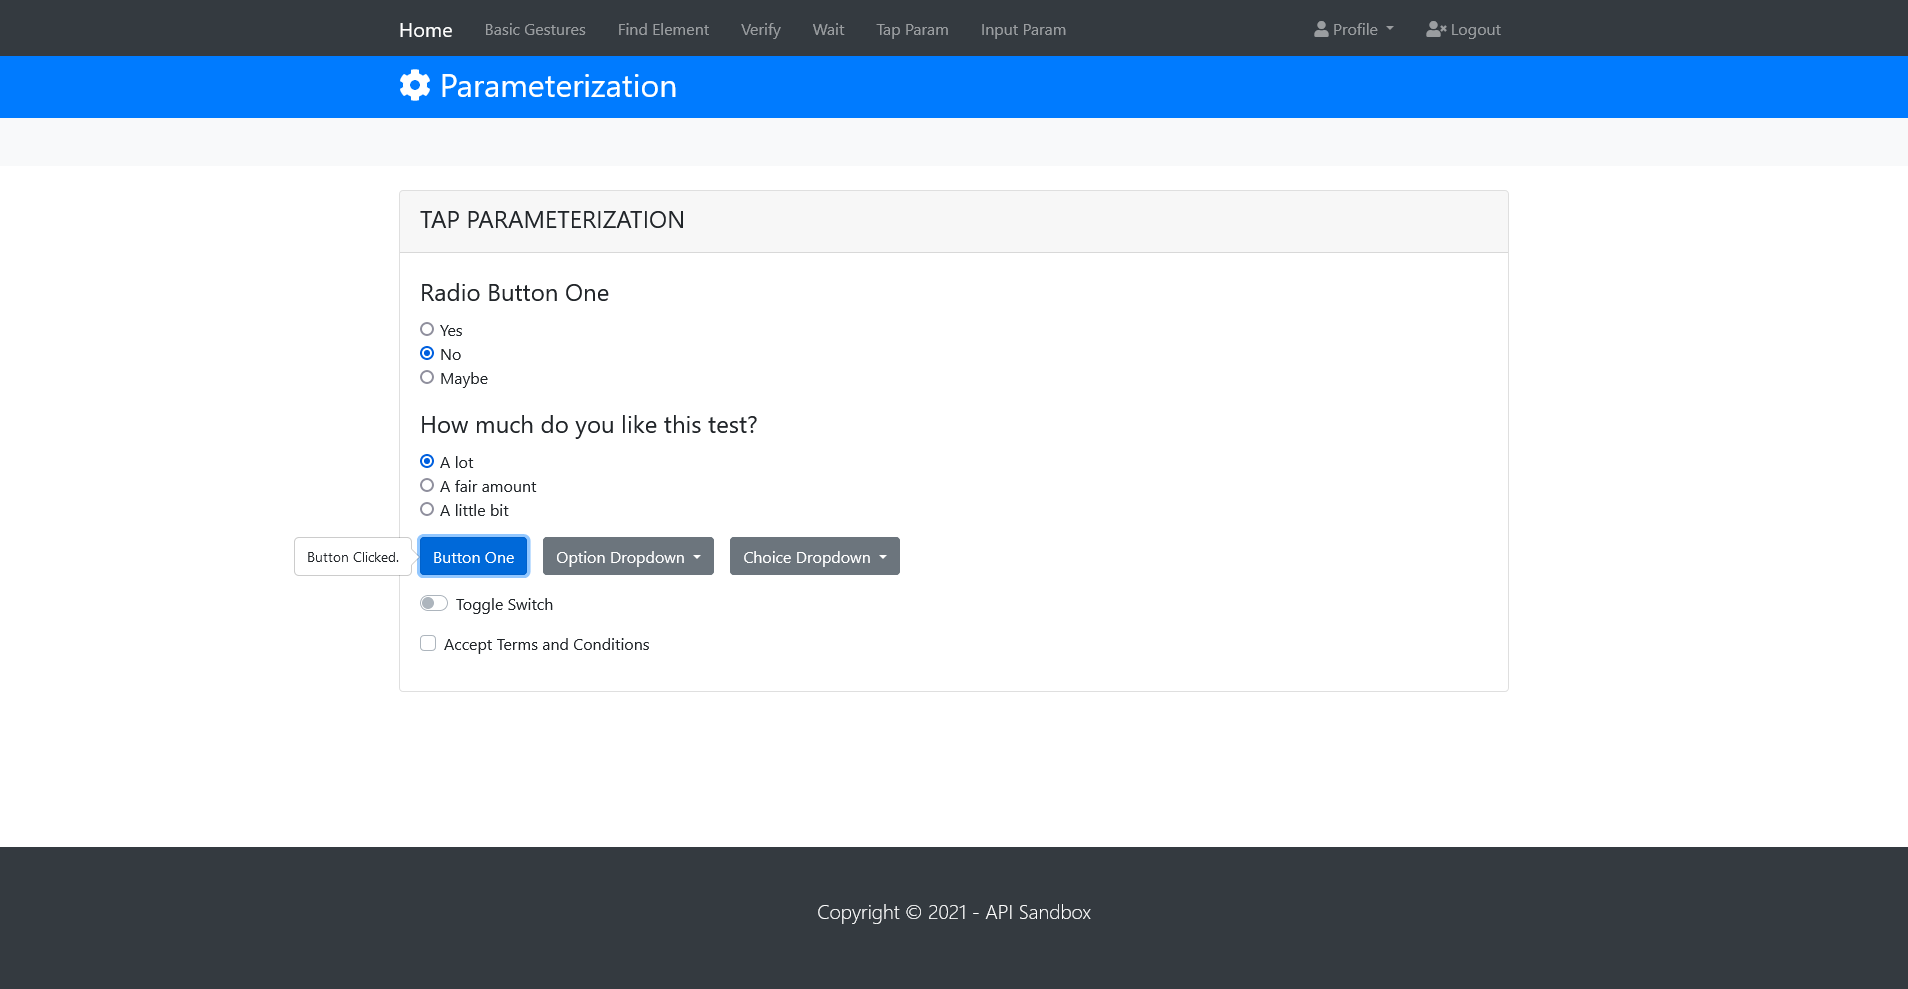 Home Basic Gestures Find Element Verify Wait Tap Param Input Param Profile Logout
Parameterization
TAP PARAMETERIZATION
Radio Button One
Yes
No
Maybe
How much do you like this test?
A lot
A fair amount
A little bit
Button Clicked. Button One Option Dropdown Choice Dropdown
Toggle Switch
Accept Terms and Conditions
Copyright © 2021 - API Sandbox